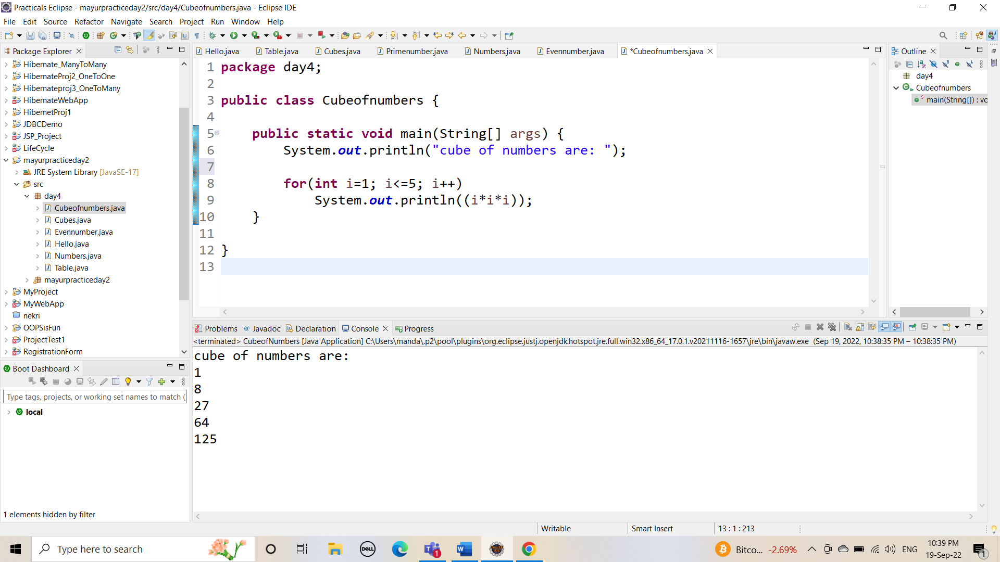 Practicals Eclipse - mayurpracticeday2/src/day4/Cubeofnumbers.java - Eclipse IDE
File Edit Source Refactor Navigate Search Project Run Window Help
Package Explorer
Hibernate_ManyToMany
HibernateProj2_OneToOne
Hibernateproj3_OneToMany
HibernateWebApp
HibernetProj1
JDBCDemo
JSP_Project
LifeCycle
mayurpracticeday2
JRE System Library [JavaSE-17]
src
day4
Cubeofnumbers.java
Cubes.java
Evennumber.java
Hello.java
Numbers.java
Table.java
mayurpracticeday2
MyProject
MyWebApp
nekri
OOPSisFun
ProjectTest1
RegistrationForm
Boot Dashboard
Type tags, projects, or working set names to match (
local
1 elements hidden by filter
Hello.java Table.java Cubes.java Primenumber.java Numbers.java Evennumber.java *Cubeofnumbers.java
1 package day4;
2
3 public class Cubeofnumbers {
4
5 public static void main(String[] args) {
6 System.out.println("cube of numbers are: ");
7
8 for(int i=1; i<=5; i++)
9 System.out.println((i*i*i));
10 }
11
12 }
13
Outline
day4
Cubeofnumbers
main(String[]) : vo
Problems Javadoc Declaration Console Progress
<terminated> CubeofNumbers [Java Application] C:\Users\manda\.p2\pool\plugins\org.eclipse.justj.openjdk.hotspot.jre.full.win32.x86_64_17.0.1.v20211116-1657\jre\bin\javaw.exe (Sep 19, 2022, 10:38:35 PM – 10:38:35 PM)
cube of numbers are:
1
8
27
64
125
Writable Smart Insert 13 : 1 : 213
Type here to search
DELL
1
Bitco... -2.69% ENG
10:39 PM
19-Sep-22
1